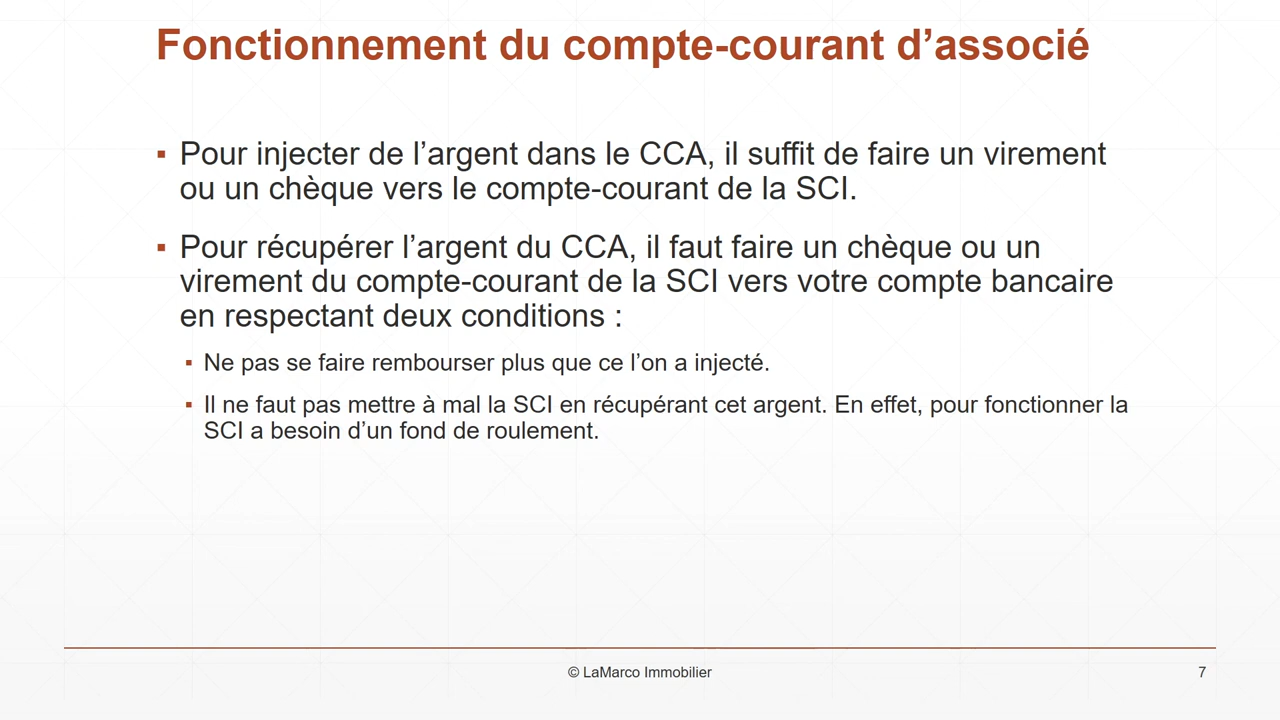 Fonctionnement du compte-courant d’associé
▪ Pour injecter de l’argent dans le CCA, il suffit de faire un virement
ou un chèque vers le compte-courant de la SCI.
▪ Pour récupérer l’argent du CCA, il faut faire un chèque ou un
virement du compte-courant de la SCI vers votre compte bancaire
en respectant deux conditions :
▪ Ne pas se faire rembourser plus que ce l’on a injecté.
▪ Il ne faut pas mettre à mal la SCI en récupérant cet argent. En effet, pour fonctionner la
SCI a besoin d’un fond de roulement.
© LaMarco Immobilier
7